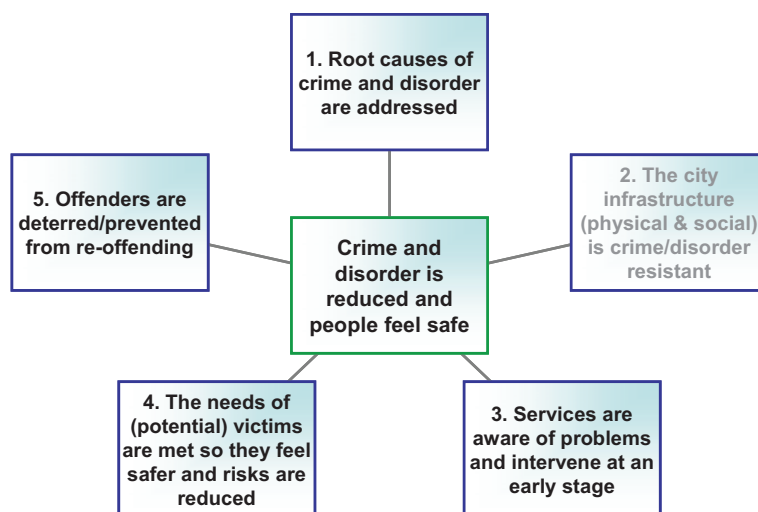 1. Root causes of
crime and disorder
are addressed
2. The city
infrastructure
(physical & social)
is crime/disorder
resistant
3. Services are
aware of problems
and intervene at an
early stage
4. The needs of
(potential) victims
are met so they feel
safer and risks are
reduced
5. Offenders are
deterred/prevented
from re-offending
Crime and
disorder is
reduced and
people feel safe